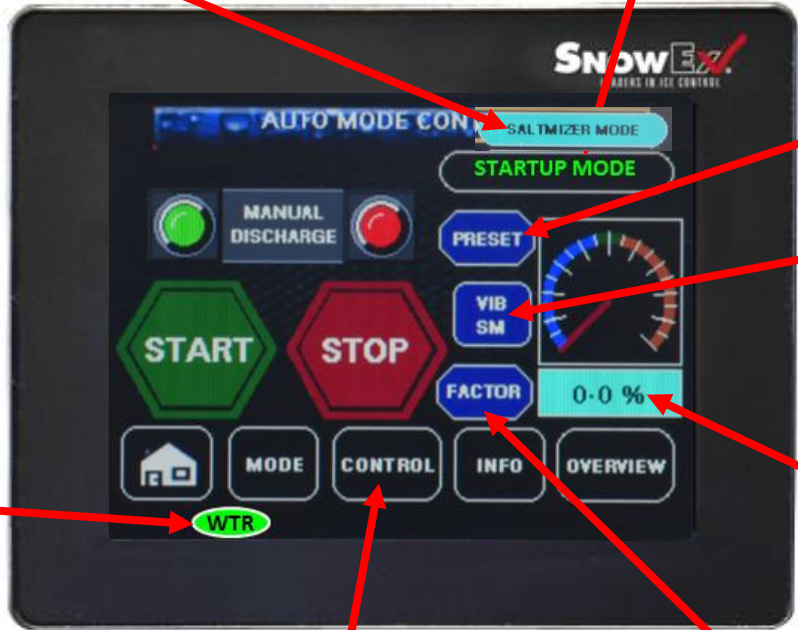 SNOWEx.
LEADERS IN ICE CONTROL
AUTO MODE CON
SALTMIZER MODE
STARTUP MODE
MANUAL
DISCHARGE
PRESET
VIB
SM
START
STOP
FACTOR
0.0 %
MODE
CONTROL
INFO
OVERVIEW
WTR